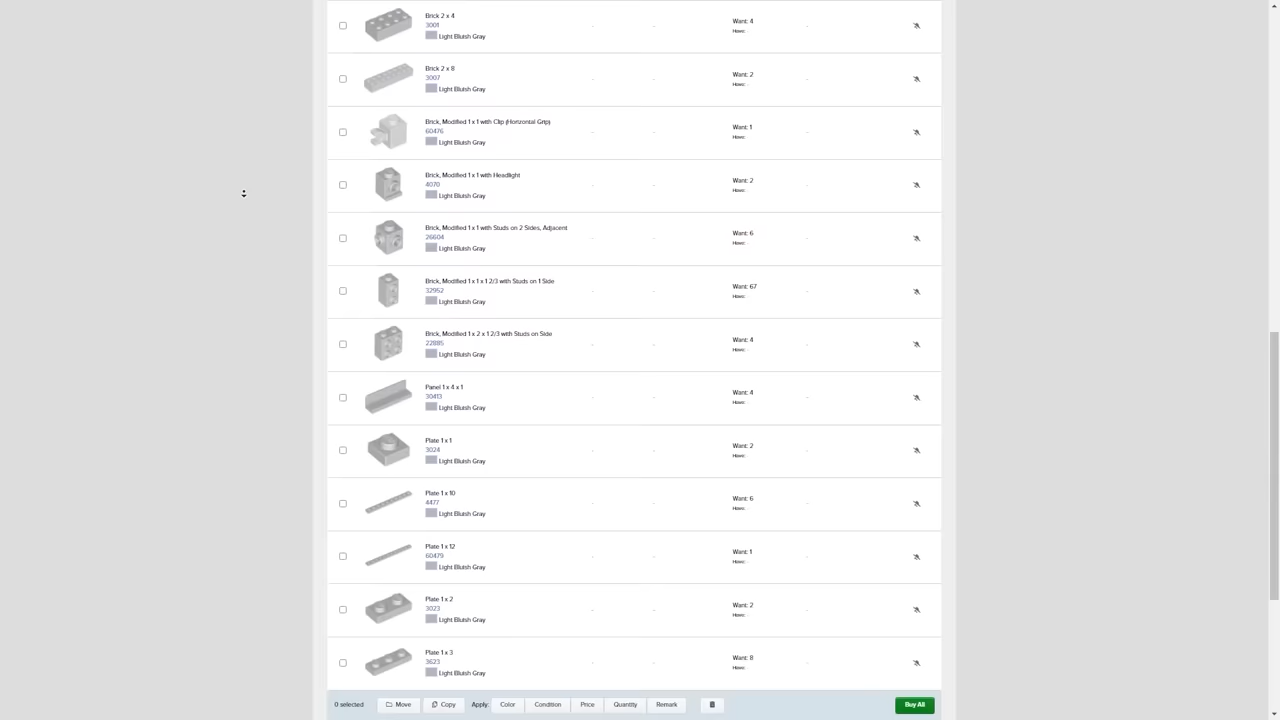 Brick 2 x 4
3001
Light Bluish Gray
Want: 4
Have:
Brick 2 x 8
3007
Light Bluish Gray
Want: 2
Have:
Brick, Modified 1 x 1 with Clip (Horizontal Grip)
60476
Light Bluish Gray
Want: 1
Have:
Brick, Modified 1 x 1 with Headlight
4070
Light Bluish Gray
Want: 2
Have:
Brick, Modified 1 x 1 with Studs on 2 Sides, Adjacent
26604
Light Bluish Gray
Want: 6
Have:
Brick, Modified 1 x 1 x 1 2/3 with Studs on 1 Side
32952
Light Bluish Gray
Want: 67
Have:
Brick, Modified 1 x 2 x 1 2/3 with Studs on Side
22885
Light Bluish Gray
Want: 4
Have:
Panel 1 x 4 x 1
30413
Light Bluish Gray
Want: 4
Have:
Plate 1 x 1
3024
Light Bluish Gray
Want: 2
Have:
Plate 1 x 10
4477
Light Bluish Gray
Want: 6
Have:
Plate 1 x 12
60479
Light Bluish Gray
Want: 1
Have:
Plate 1 x 2
3023
Light Bluish Gray
Want: 2
Have:
Plate 1 x 3
3623
Light Bluish Gray
Want: 8
Have:
0 selected Move Copy Apply: Color Condition Price Quantity Remark Buy All